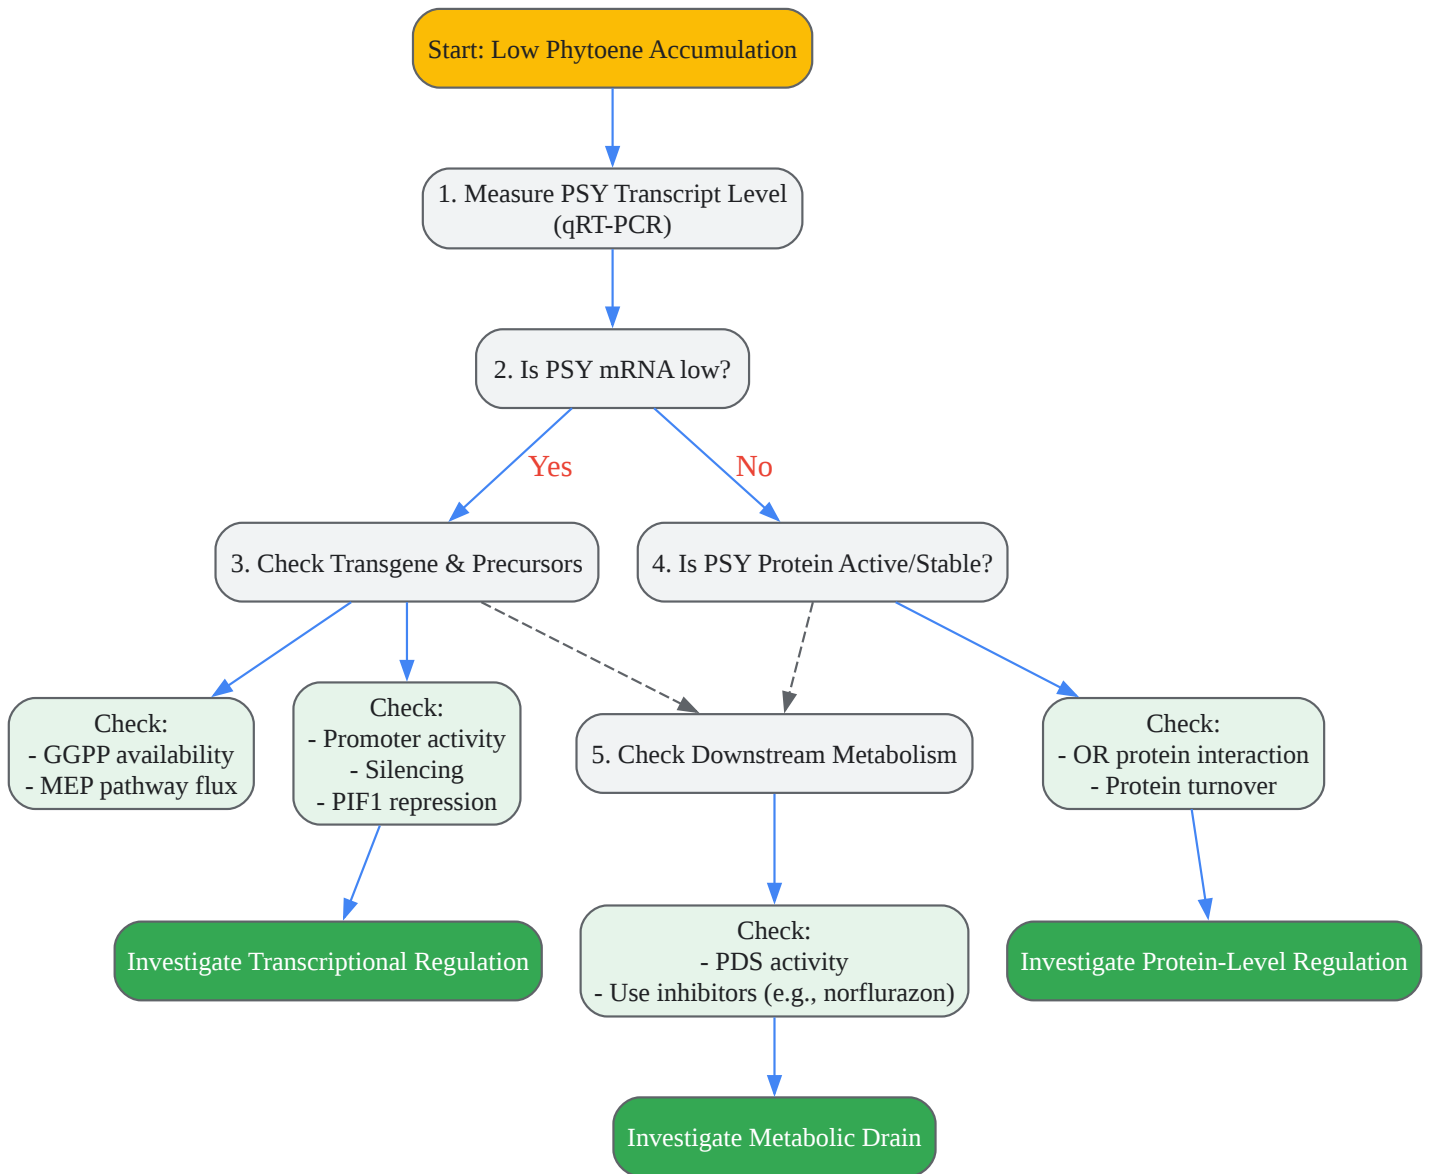 Start: Low Phytoene Accumulation
1. Measure PSY Transcript Level
(qRT-PCR)
2. Is PSY mRNA low?
Yes
No
3. Check Transgene & Precursors
4. Is PSY Protein Active/Stable?
Check:
- GGPP availability
- MEP pathway flux
Check:
- Promoter activity
- Silencing
- PIF1 repression
5. Check Downstream Metabolism
Check:
- OR protein interaction
- Protein turnover
Investigate Transcriptional Regulation
Check:
- PDS activity
- Use inhibitors (e.g., norflurazon)
Investigate Protein-Level Regulation
Investigate Metabolic Drain